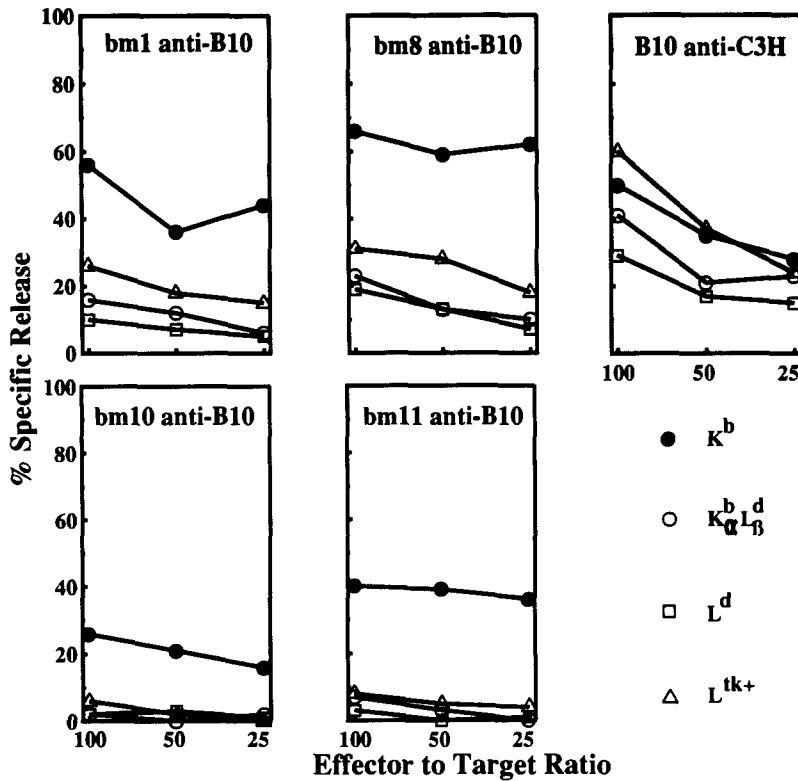 bm1 anti-B10
bm8 anti-B10
B10 anti-C3H
100
80
60
40
20
0
100 50 25
% Specific Release
bm10 anti-B10
bm11 anti-B10
100
80
60
40
20
0
100 50 25
100 50 25
Effector to Target Ratio
K^b
K^b_α L^d_β
L^d
L^tk+